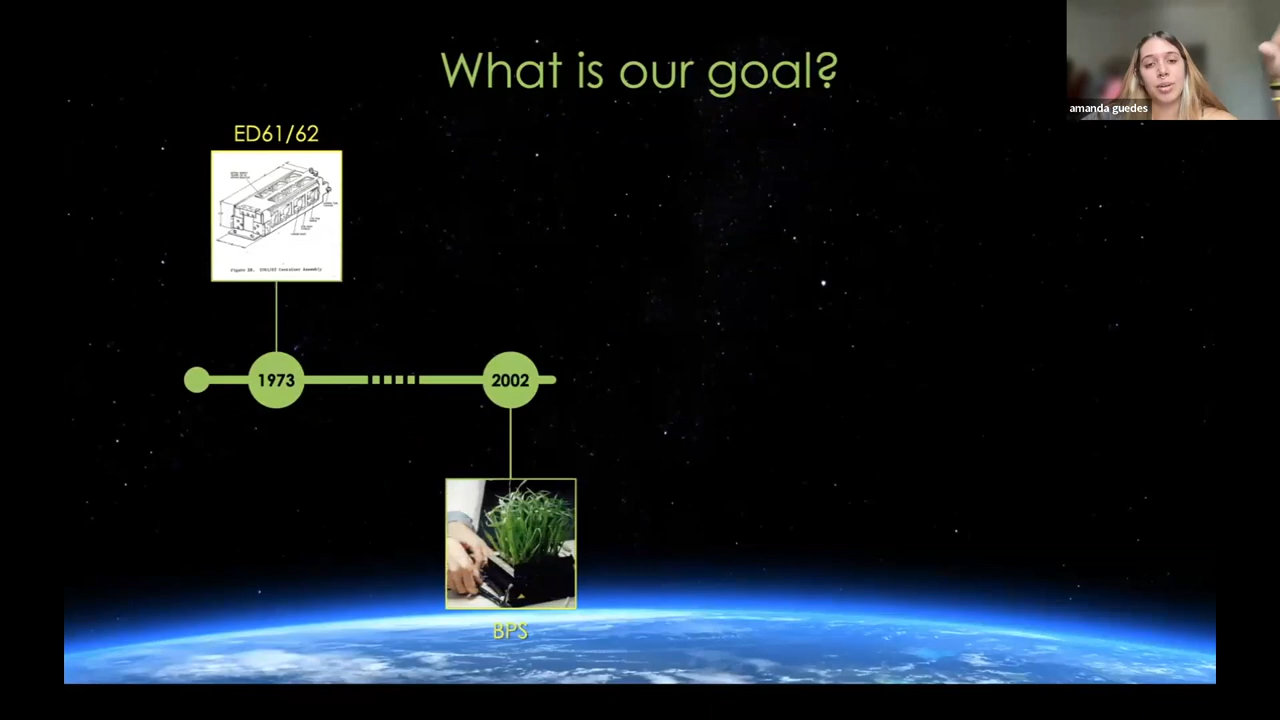 What is our goal?
amanda guedes
ED61/62
1973
2002
BPS